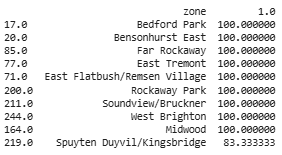 zone 1.0
17.0 Bedford Park 100.000000
20.0 Bensonhurst East 100.000000
85.0 Far Rockaway 100.000000
77.0 East Tremont 100.000000
71.0 East Flatbush/Remsen Village 100.000000
200.0 Rockaway Park 100.000000
211.0 Soundview/Bruckner 100.000000
244.0 West Brighton 100.000000
164.0 Midwood 100.000000
219.0 Spuyten Duyvil/Kingsbridge 83.333333